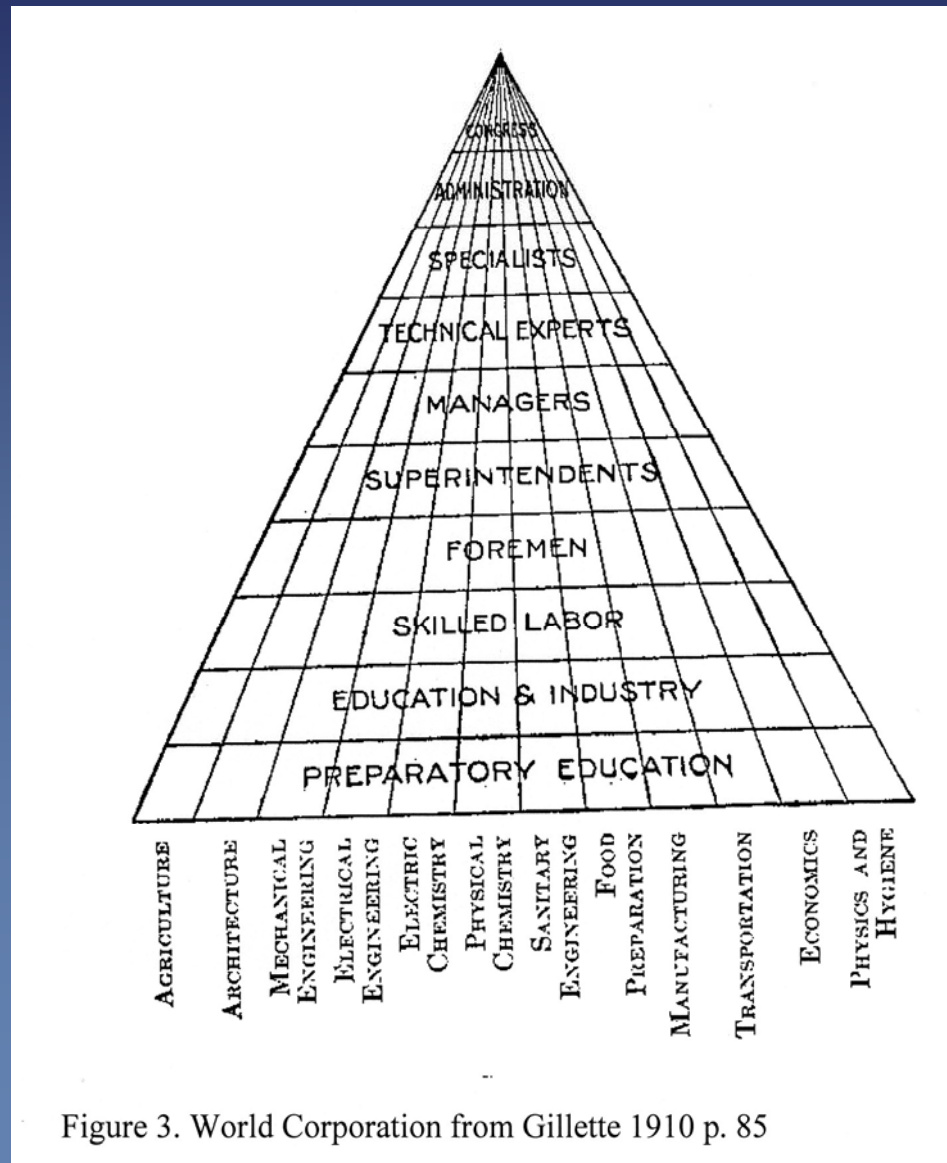 CONGRESS
ADMINISTRATION
SPECIALISTS
TECHNICAL EXPERTS
MANAGERS
SUPERINTENDENTS
FOREMEN
SKILLED LABOR
EDUCATION & INDUSTRY
PREPARATORY EDUCATION
AGRICULTURE
ARCHITECTURE
MECHANICAL
ENGINEERING
ELECTRICAL
ENGINEERING
ELECTRIC
CHEMISTRY
PHYSICAL
CHEMISTRY
SANITARY
ENGINEERING
FOOD
PREPARATION
MANUFACTURING
TRANSPORTATION
ECONOMICS
PHYSICS AND
HYGIENE
Figure 3. World Corporation from Gillette 1910 p. 85